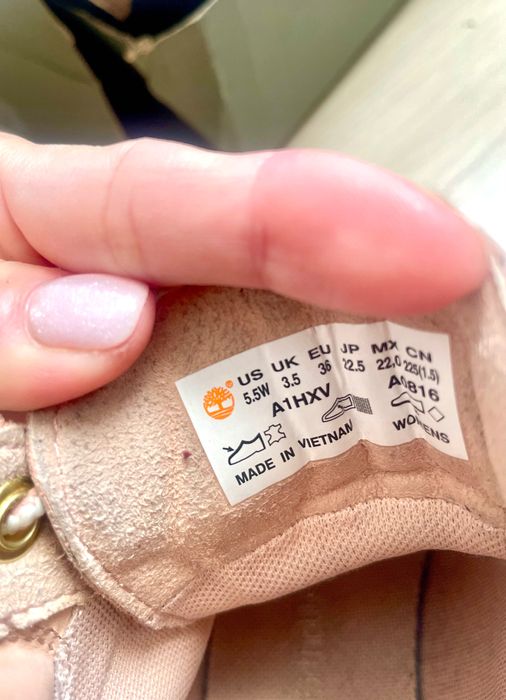 US UK EU JP MX CN
5.5W 3.5 36 22.5 22,0 225(1.5)
A1HXV A0816
MADE IN VIETNAM WOMENS